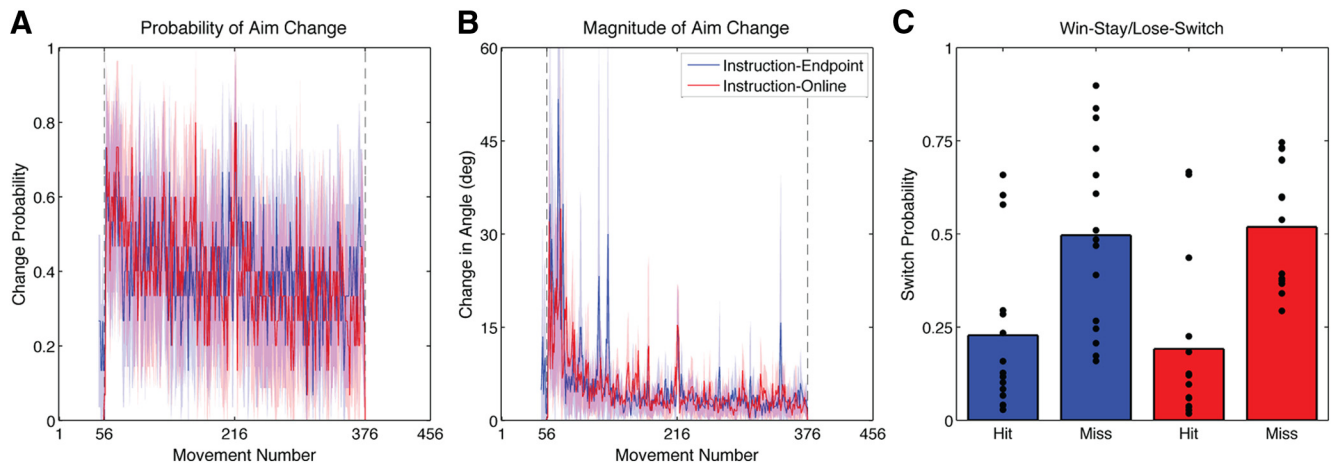 A
Probability of Aim Change
1
0.8
0.6
0.4
0.2
0
Change Probability
1 56 216 376 456
Movement Number
B
Magnitude of Aim Change
60
45
30
15
0
Change in Angle (deg)
Instruction-Endpoint
Instruction-Online
1 56 216 376 456
Movement Number
C
Win-Stay/Lose-Switch
1
0.75
0.5
0.25
0
Switch Probability
Hit Miss Hit Miss